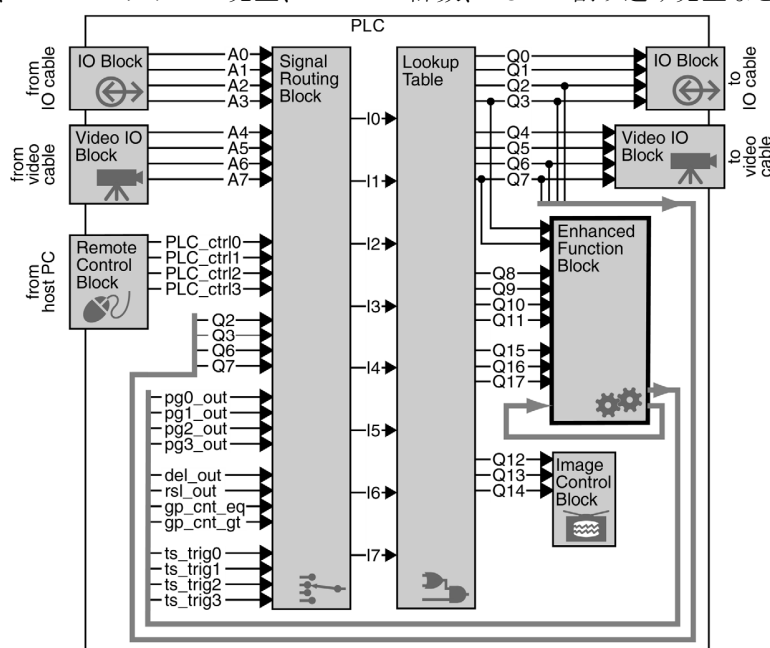 PLC
from
IO cable
IO Block
A0
A1
A2
A3
from
video
cable
Video IO
Block
A4
A5
A6
A7
from
host PC
Remote
Control
Block
PLC_ctrl0
PLC_ctrl1
PLC_ctrl2
PLC_ctrl3
Q2
Q3
Q6
Q7
pg0_out
pg1_out
pg2_out
pg3_out
del_out
rsl_out
gp_cnt_eq
gp_cnt_gt
ts_trig0
ts_trig1
ts_trig2
ts_trig3
Signal
Routing
Block
I0
I1
I2
I3
I4
I5
I6
I7
Lookup
Table
Q0
Q1
Q2
Q3
IO Block
to
IO cable
Q4
Q5
Q6
Q7
Video IO
Block
to
video
cable
Enhanced
Function
Block
Q8
Q9
Q10
Q11
Q15
Q16
Q17
Q12
Q13
Q14
Image
Control
Block